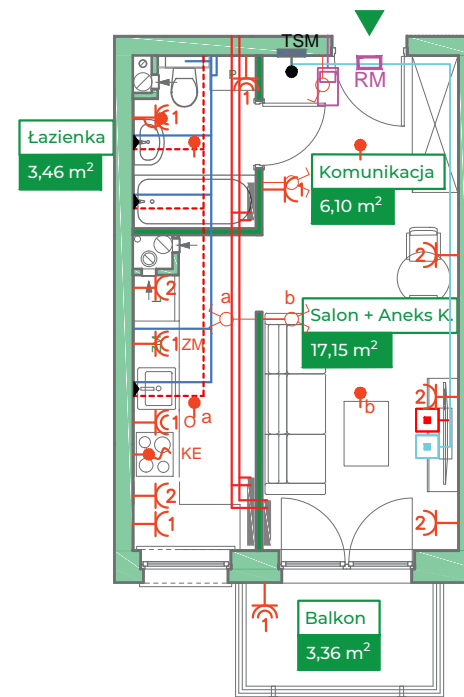 TSM
RM
P
1
1
Łazienka
3,46 m²
Komunikacja
6,10 m²
1
2
2
a
b
Salon + Aneks K.
17,15 m²
1
ZM
2
b
a
1
KE
2
1
2
1
Balkon
3,36 m²